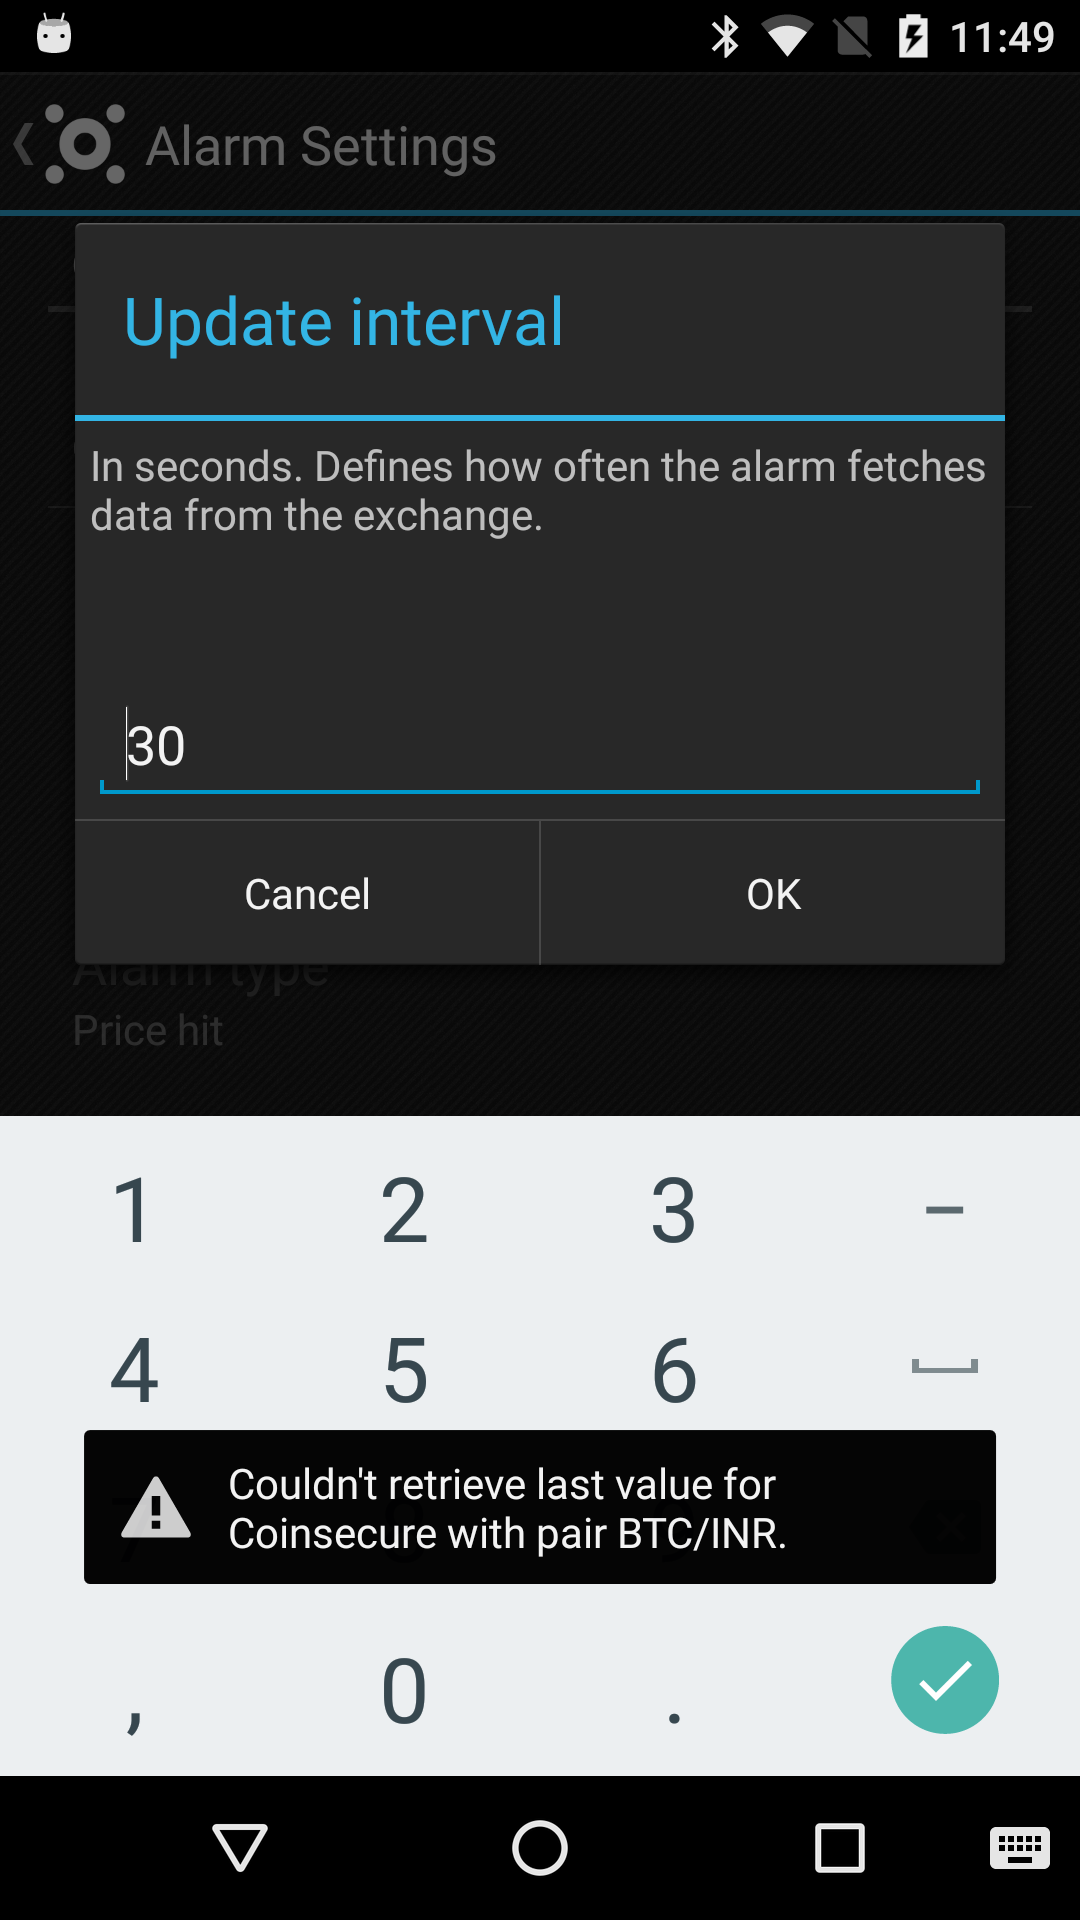 11:49
Alarm Settings
Update interval
In seconds. Defines how often the alarm fetches
data from the exchange.
30
Cancel
OK
Alarm type
Price hit
1 2 3 –
4 5 6
Couldn't retrieve last value for
Coinsecure with pair BTC/INR.
, 0 .